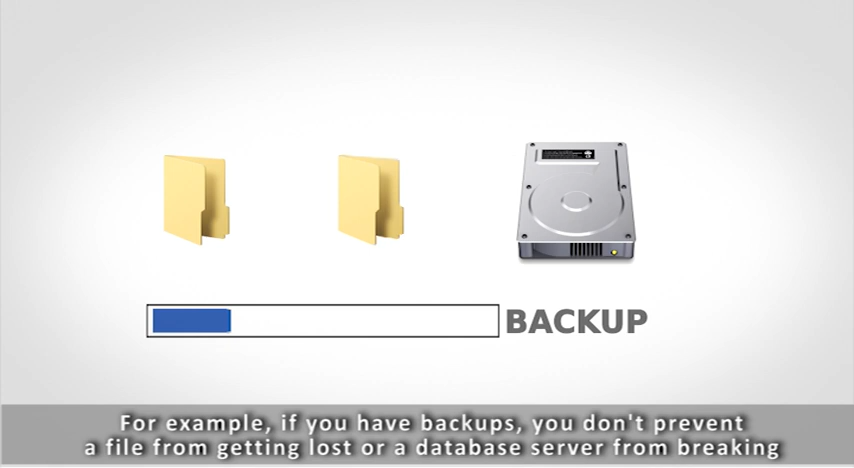 BACKUP
For example, if you have backups, you don't prevent
a file from getting lost or a database server from breaking